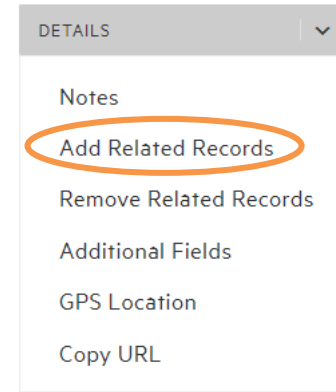 DETAILS
Notes
Add Related Records
Remove Related Records
Additional Fields
GPS Location
Copy URL